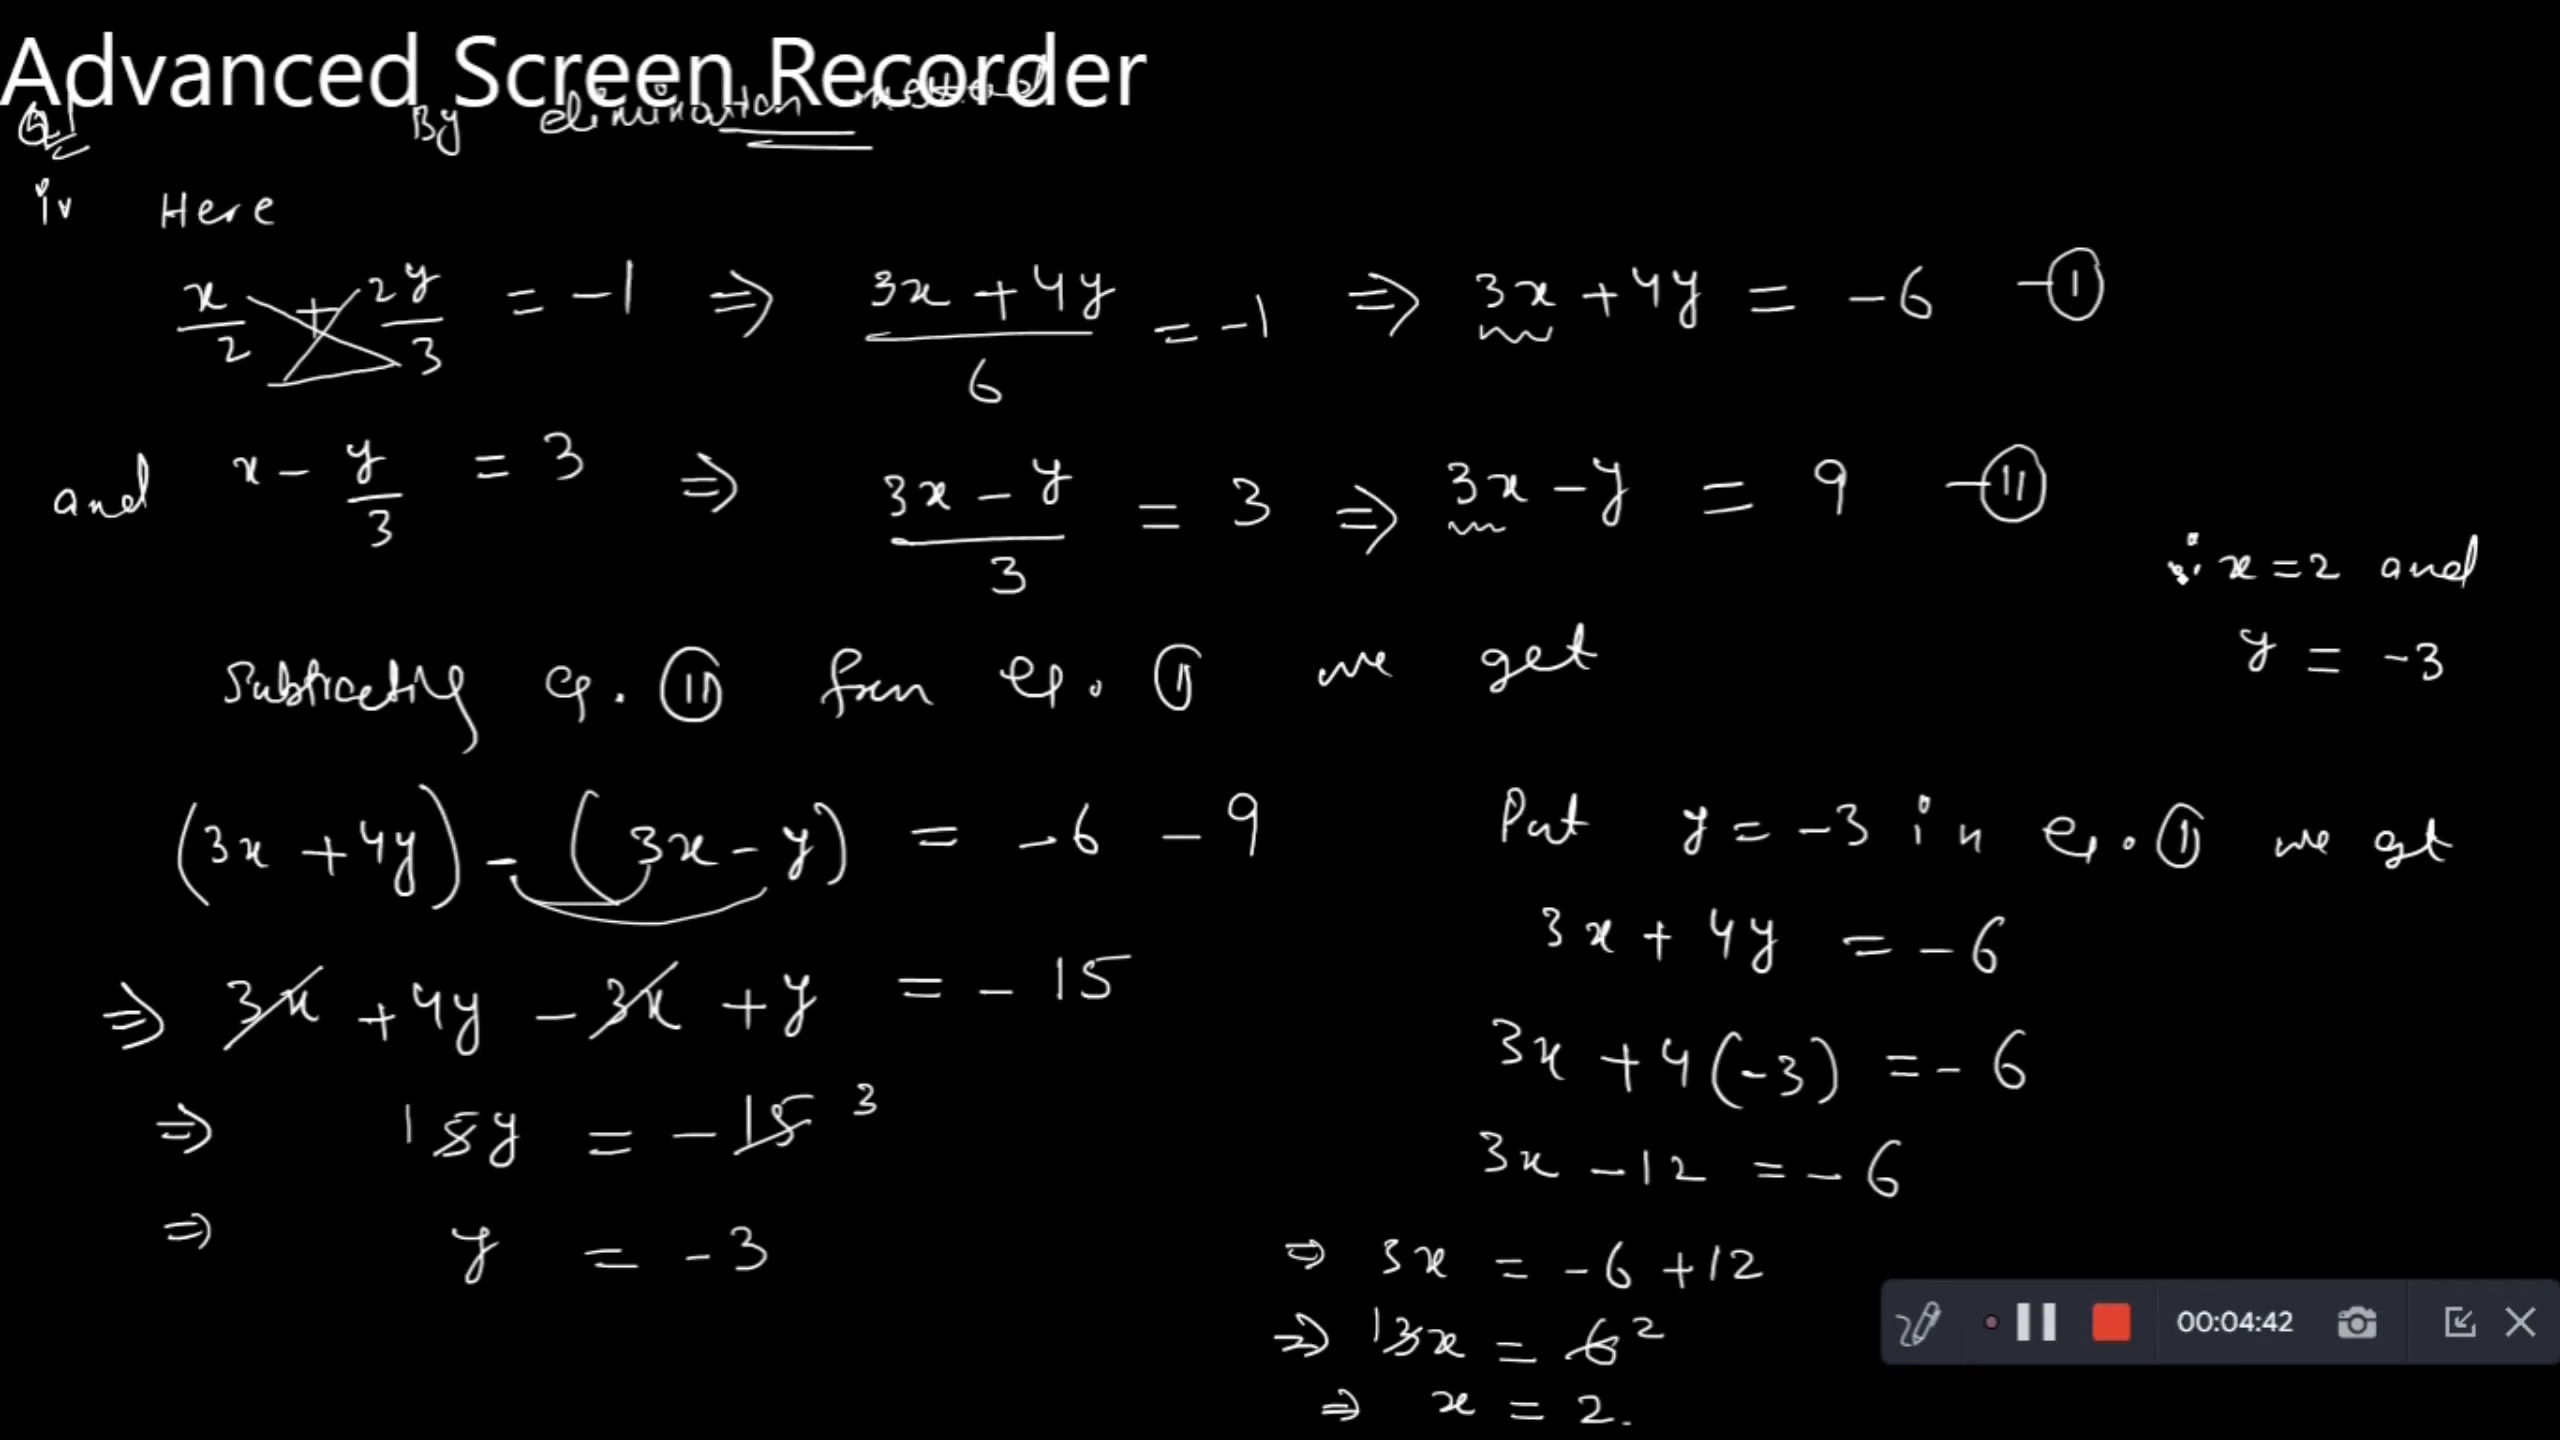 Advanced Screen Recorder
Q1 By elimination method
iv Here
x/2 + 2y/3 = -1 ⇒ 3x + 4y/6 = -1 ⇒ 3x + 4y = -6 -(I)
and x - y/3 = 3 ⇒ 3x - y/3 = 3 ⇒ 3x - y = 9 -(II)
∴ x = 2 and
y = -3
Subtracting eq. (II) from eq. (I) we get
(3x + 4y) - (3x - y) = -6 - 9
⇒ 3x + 4y - 3x + y = -15
⇒ 1 5y = -15 3
⇒ y = -3
Put y = -3 in eq. (I) we get
3x + 4y = -6
3x + 4(-3) = -6
3x - 12 = -6
⇒ 3x = -6 + 12
⇒ 1 3x = 6 2
⇒ x = 2.
00:04:42